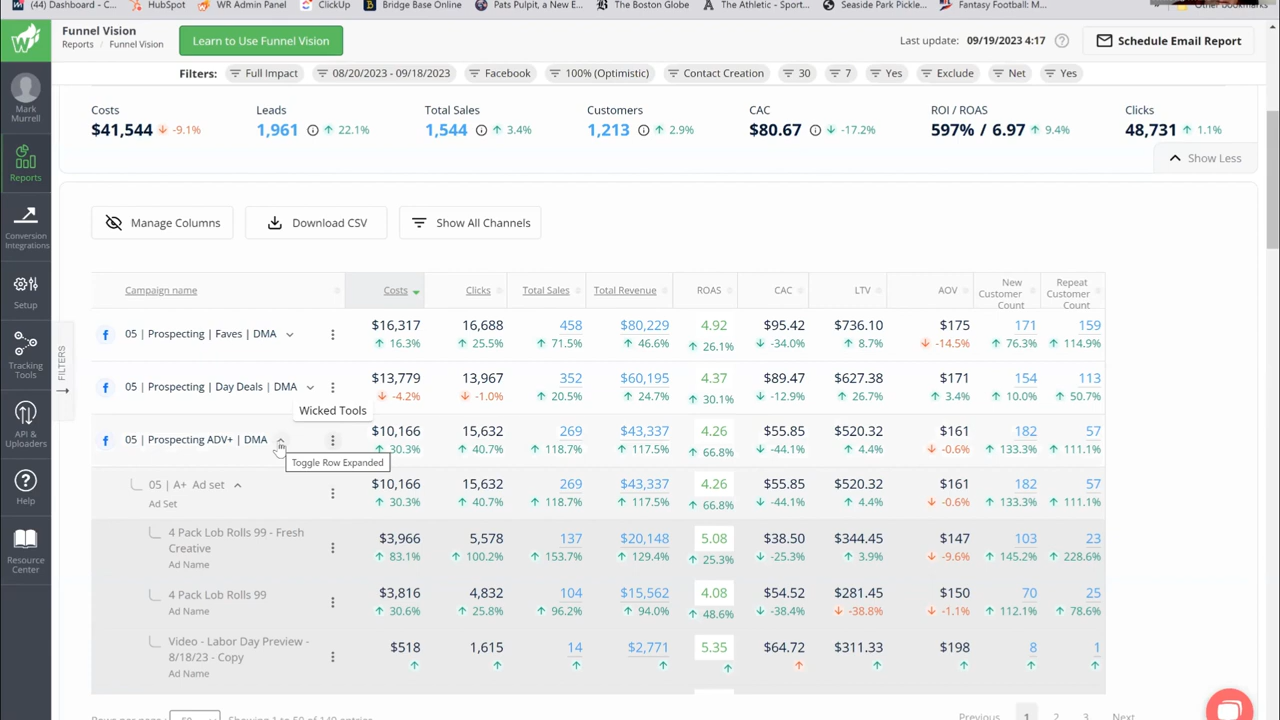 (44) Dashboard - C...
HubSpot
WR Admin Panel
ClickUp
Bridge Base Online
Pats Pulpit, a New E...
The Boston Globe
The Athletic - Sport...
Seaside Park Pickle...
Fantasy Football: M...
Other bookmarks
Funnel Vision
Reports / Funnel Vision
Learn to Use Funnel Vision
Last update: 09/19/2023 4:17
Schedule Email Report
Filters: Full Impact 08/20/2023 - 09/18/2023 Facebook 100% (Optimistic) Contact Creation 30 7 Yes Exclude Net Yes
Mark Murrell
Reports
Conversion Integrations
Setup
Tracking Tools
API & Uploaders
Help
Resource Center
FILTERS
Costs Leads Total Sales Customers CAC ROI / ROAS Clicks
$41,544 -9.1% 1,961 22.1% 1,544 3.4% 1,213 2.9% $80.67 -17.2% 597% / 6.97 9.4% 48,731 1.1%
Show Less
Manage Columns Download CSV Show All Channels
Campaign name Costs Clicks Total Sales Total Revenue ROAS CAC LTV AOV New Customer Count Repeat Customer Count
05 | Prospecting | Faves | DMA $16,317 16,688 458 $80,229 4.92 $95.42 $736.10 $175 171 159
16.3% 25.5% 71.5% 46.6% 26.1% -34.0% 8.7% -14.5% 76.3% 114.9%
05 | Prospecting | Day Deals | DMA $13,779 13,967 352 $60,195 4.37 $89.47 $627.38 $171 154 113
-4.2% -1.0% 20.5% 24.7% 30.1% -12.9% 26.7% 3.4% 10.0% 50.7%
Wicked Tools
05 | Prospecting ADV+ | DMA $10,166 15,632 269 $43,337 4.26 $55.85 $520.32 $161 182 57
30.3% 40.7% 118.7% 117.5% 66.8% -44.1% 4.4% -0.6% 133.3% 111.1%
Toggle Row Expanded
05 | A+ Ad set $10,166 15,632 269 $43,337 4.26 $55.85 $520.32 $161 182 57
Ad Set 30.3% 40.7% 118.7% 117.5% 66.8% -44.1% 4.4% -0.6% 133.3% 111.1%
4 Pack Lob Rolls 99 - Fresh $3,966 5,578 137 $20,148 5.08 $38.50 $344.45 $147 103 23
Creative 83.1% 100.2% 153.7% 129.4% 25.3% -25.3% 3.9% -9.6% 145.2% 228.6%
Ad Name
4 Pack Lob Rolls 99 $3,816 4,832 104 $15,562 4.08 $54.52 $281.45 $150 70 25
Ad Name 30.6% 25.8% 96.2% 94.0% 48.6% -38.4% -38.8% -1.1% 112.1% 78.6%
Video - Labor Day Preview - $518 1,615 14 $2,771 5.35 $64.72 $311.33 $198 8 1
8/18/23 - Copy
Ad Name
Rows per page: 50 Showing 1 to 50 of 149 entries Previous 1 2 3 Next